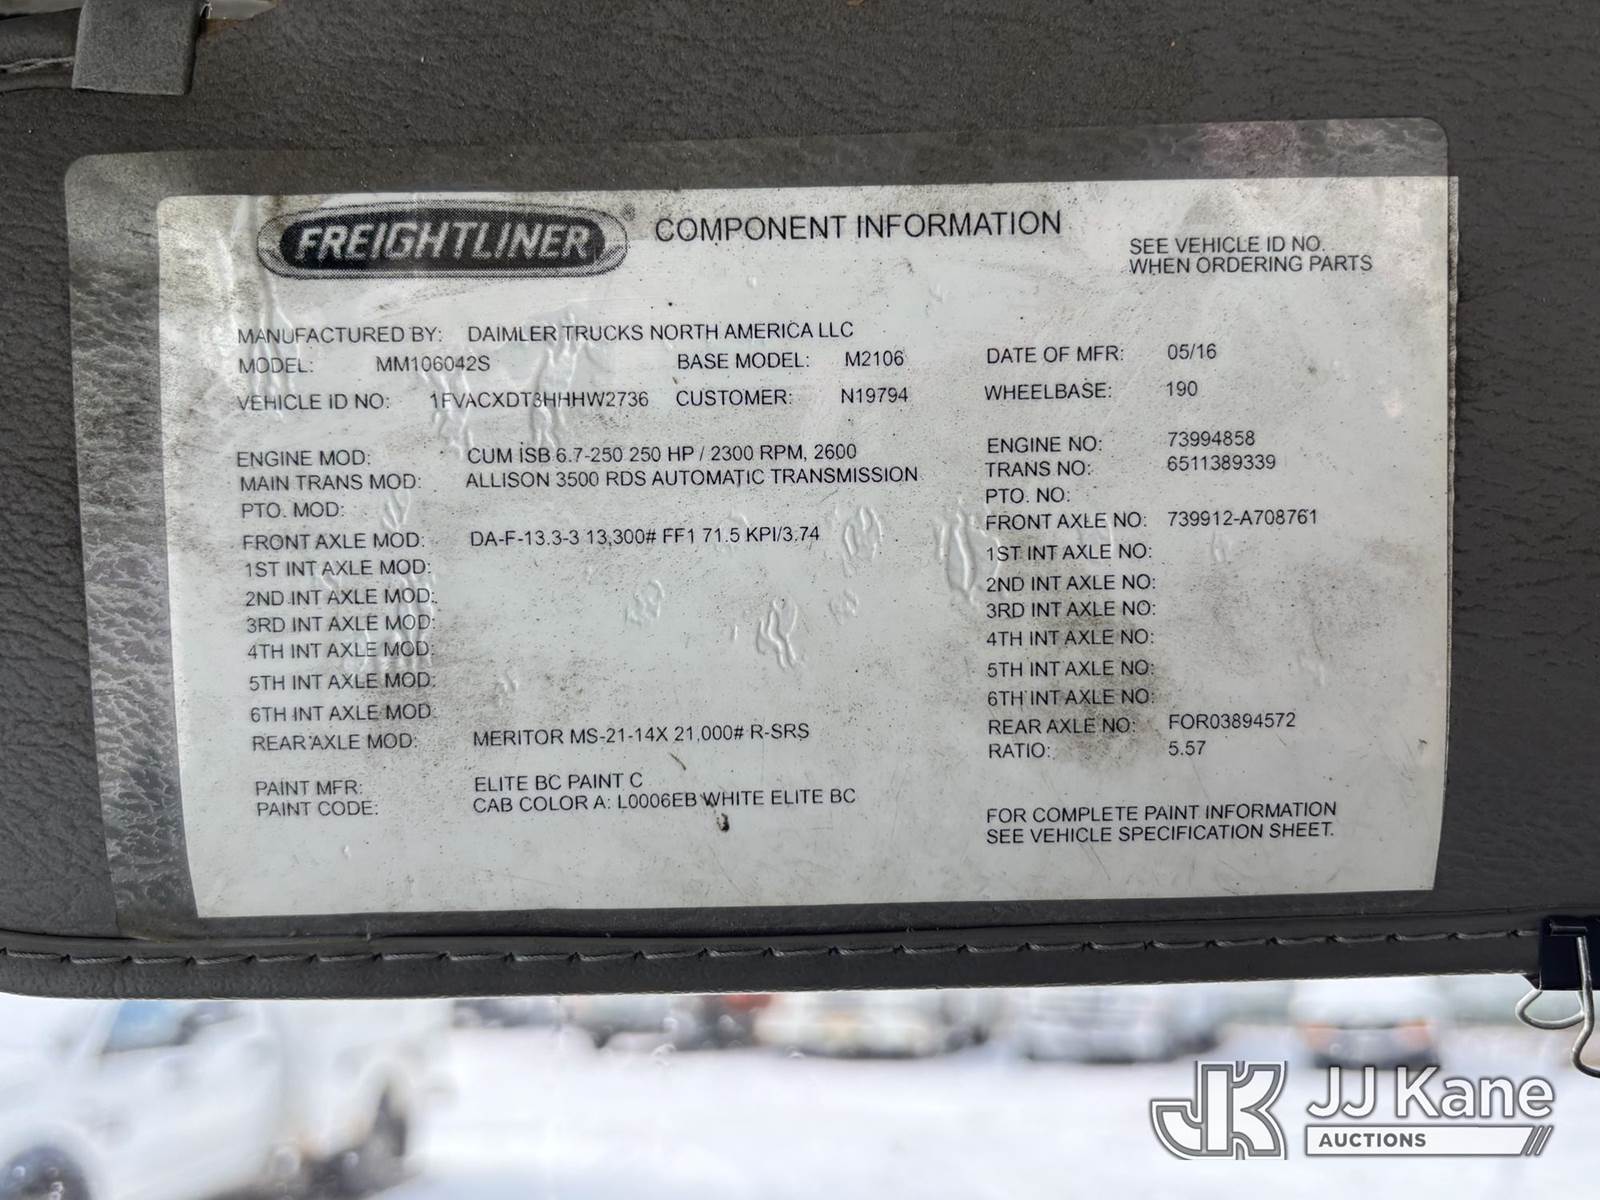 FREIGHTLINER® COMPONENT INFORMATION
SEE VEHICLE ID NO.
WHEN ORDERING PARTS
MANUFACTURED BY: DAIMLER TRUCKS NORTH AMERICA LLC
MODEL: MM106042S BASE MODEL: M2106 DATE OF MFR: 05/16
VEHICLE ID NO: 1FVACXDT3HHHW2736 CUSTOMER: N19794 WHEELBASE: 190
ENGINE MOD: CUM ISB 6.7-250 250 HP / 2300 RPM, 2600 ENGINE NO: 73994858
MAIN TRANS MOD: ALLISON 3500 RDS AUTOMATIC TRANSMISSION TRANS NO: 6511389339
PTO. MOD: PTO. NO:
FRONT AXLE MOD: DA-F-13.3-3 13,300# FF1 71.5 KPI/3.74 FRONT AXLE NO: 739912-A708761
1ST INT AXLE MOD: 1ST INT AXLE NO:
2ND INT AXLE MOD: 2ND INT AXLE NO:
3RD INT AXLE MOD: 3RD INT AXLE NO:
4TH INT AXLE MOD: 4TH INT AXLE NO:
5TH INT AXLE MOD: 5TH INT AXLE NO:
6TH INT AXLE MOD: 6TH INT AXLE NO:
REAR AXLE MOD: MERITOR MS-21-14X 21,000# R-SRS REAR AXLE NO: FOR03894572
RATIO: 5.57
PAINT MFR: ELITE BC PAINT C
PAINT CODE: CAB COLOR A: L0006EB WHITE ELITE BC
FOR COMPLETE PAINT INFORMATION
SEE VEHICLE SPECIFICATION SHEET.
JK JJ Kane
AUCTIONS